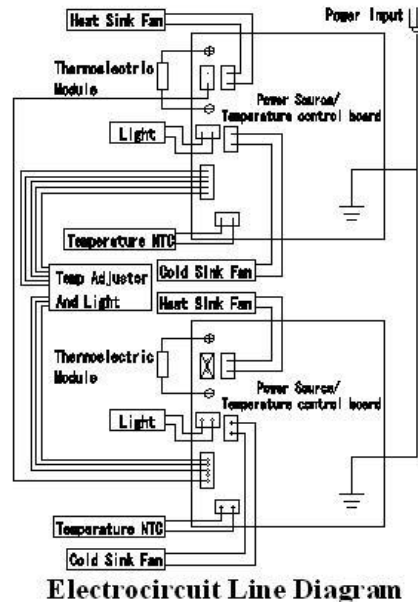 Heat Sink Fan
Power Input
Thermoelectric
Module
Power Source/
Temperature control board
Light
Temperature NTC
Cold Sink Fan
Temp Adjustor
And Light
Heat Sink Fan
Thermoelectric
Module
Power Source/
Temperature control board
Light
Temperature NTC
Cold Sink Fan
Electrocircuit Line Diagram